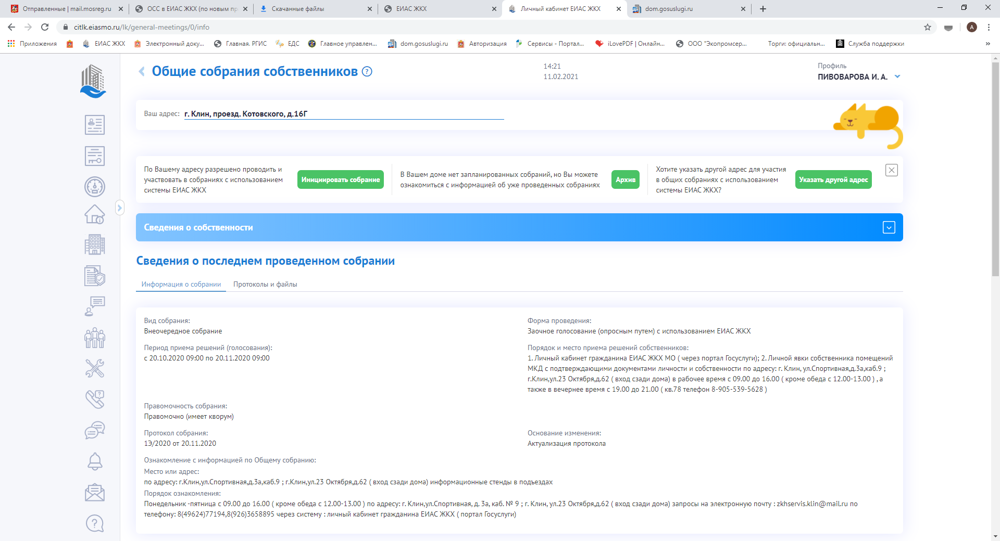 Отправленные | mail.mosreg.ru
ОСС в ЕИАС ЖКХ (по новым пр
Скачанные файлы
ЕИАС ЖКХ
Личный кабинет ЕИАС ЖКХ
dom.gosuslugi.ru
citlk.eiasmo.ru/lk/general-meetings/0/info
А
Приложения
ЕИАС ЖКХ
Электронный доку...
Главная. РГИС
ЕДС
Главное управлен...
dom.gosuslugi.ru
Авторизация
Сервисы - Портал...
iLovePDF | Онлайн...
ООО "Экопромсер...
Торги: официальн...
Служба поддержки
»
Общие собрания собственников ?
14:21
11.02.2021
Профиль
ПИВОВАРОВА И. А.
Ваш адрес: г. Клин, проезд. Котовского, д.16Г
По Вашему адресу разрешено проводить и
участвовать в собраниях с использованием
системы ЕИАС ЖКХ
Инициировать собрание
В Вашем доме нет запланированных собраний, но Вы можете
ознакомиться с информацией об уже проведенных собраниях
Архив
Хотите указать другой адрес для участия
в общих собраниях с использованием
системы ЕИАС ЖКХ?
Указать другой адрес
Сведения о собственности
Сведения о последнем проведенном собрании
Информация о собрании
Протоколы и файлы
Вид собрания:
Внеочередное собрание
Форма проведения:
Заочное голосование (опросным путем) с использованием ЕИАС ЖКХ
Период приема решений (голосования):
с 20.10.2020 09:00 по 20.11.2020 09:00
Порядок и место приема решений собственников:
1. Личный кабинет гражданина ЕИАС ЖКХ МО ( через портал Госуслуги); 2. Личной явки собственника помещений
МКД с подтверждающими документами личности и собственности по адресу: г. Клин, ул.Спортивная,д.3а,каб.9 ;
г.Клин,ул.23 Октября,д.62 ( вход сзади дома) в рабочее время с 09.00 до 16.00 ( кроме обеда с 12.00-13.00 ) , а
также в вечернее время с 19.00 до 21.00 ( кв.78 телефон 8-905-539-5628 )
Правомочность собрания:
Правомочно (имеет кворум)
Протокол собрания:
1Э/2020 от 20.11.2020
Основание изменения:
Актуализация протокола
Ознакомление с информацией по Общему собранию:
Место или адрес:
по адресу: г.Клин,ул.Спортивная,д.3а,каб.9 ; г.Клин,ул.23 Октября,д.62 ( вход сзади дома) информационные стенды в подъездах
Порядок ознакомления:
Понедельник -пятница с 09.00 до 16.00 ( кроме обеда с 12.00-13.00 ) по адресу: г. Клин,ул.Спортивная, д. 3а, каб. № 9 ; г. Клин, ул.23 Октября,д.62 ( вход сзади дома) запросы на электронную почту : zkhservis.klin@mail.ru по
телефону: 8(49624)77194,8(926)3658895 через систему : личный кабинет гражданина ЕИАС ЖКХ ( портал Госуслуги)